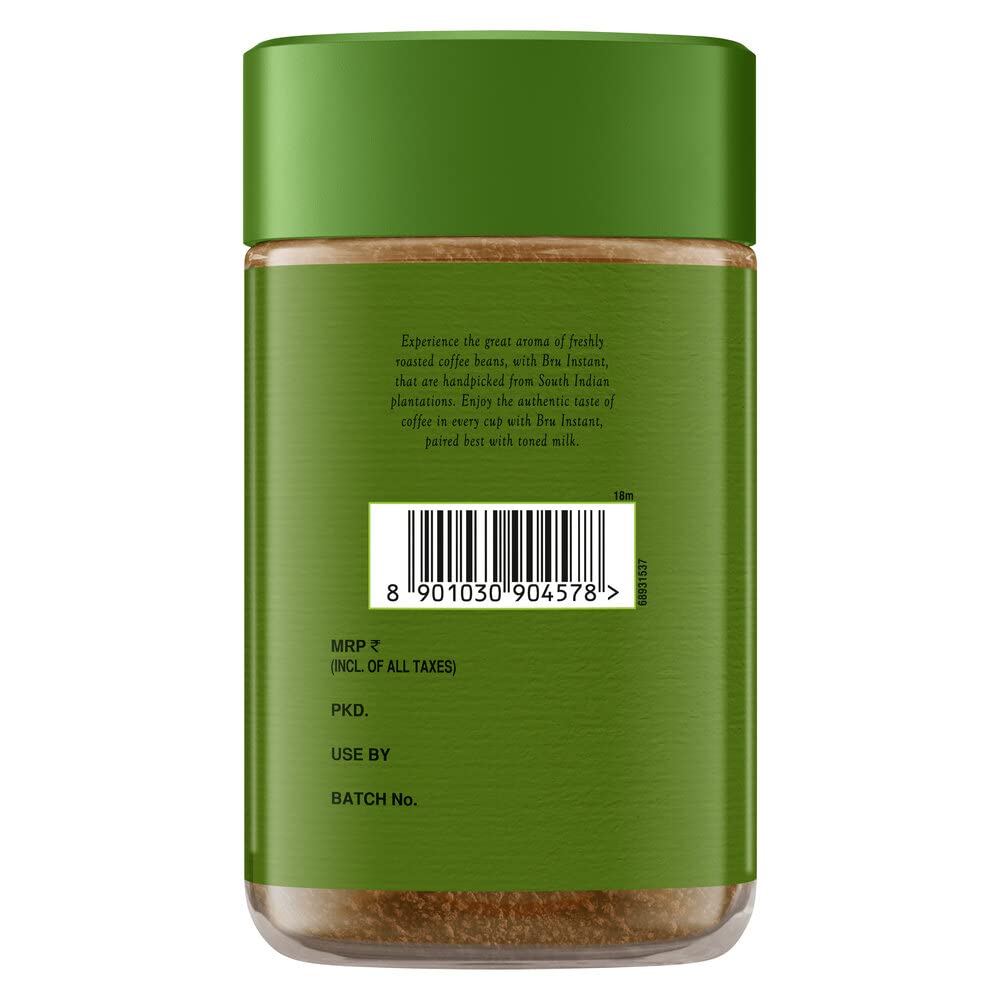 Experience the great aroma of freshly
roasted coffee beans, with Bru Instant,
that are handpicked from South Indian
plantations. Enjoy the authentic taste of
coffee in every cup with Bru Instant,
paired best with toned milk.
18m
8 901030 904578 >
68931537
MRP ₹
(INCL. OF ALL TAXES)
PKD.
USE BY
BATCH No.